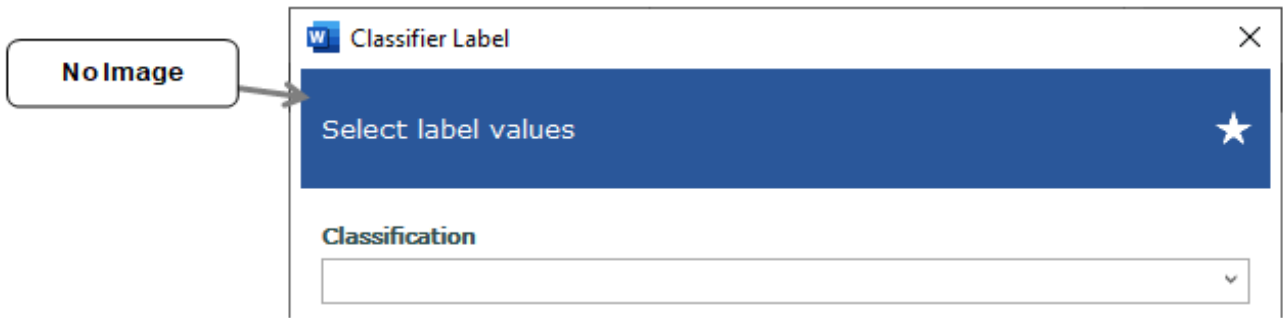 Classifier Label
No Image
Select label values
Classification